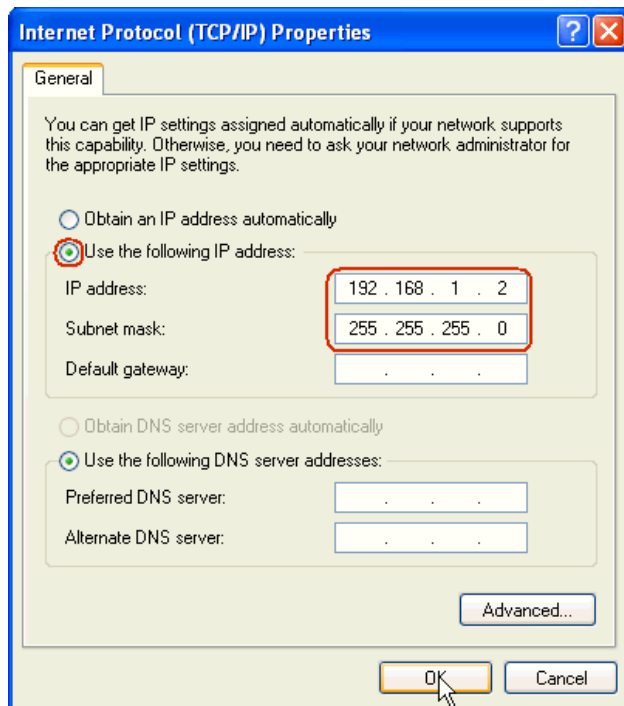 Internet Protocol (TCP/IP) Properties
General
You can get IP settings assigned automatically if your network supports
this capability. Otherwise, you need to ask your network administrator for
the appropriate IP settings.
Obtain an IP address automatically
Use the following IP address:
IP address: 192 . 168 . 1 . 2
Subnet mask: 255 . 255 . 255 . 0
Default gateway: . . .
Obtain DNS server address automatically
Use the following DNS server addresses:
Preferred DNS server: . . .
Alternate DNS server: . . .
Advanced...
OK Cancel